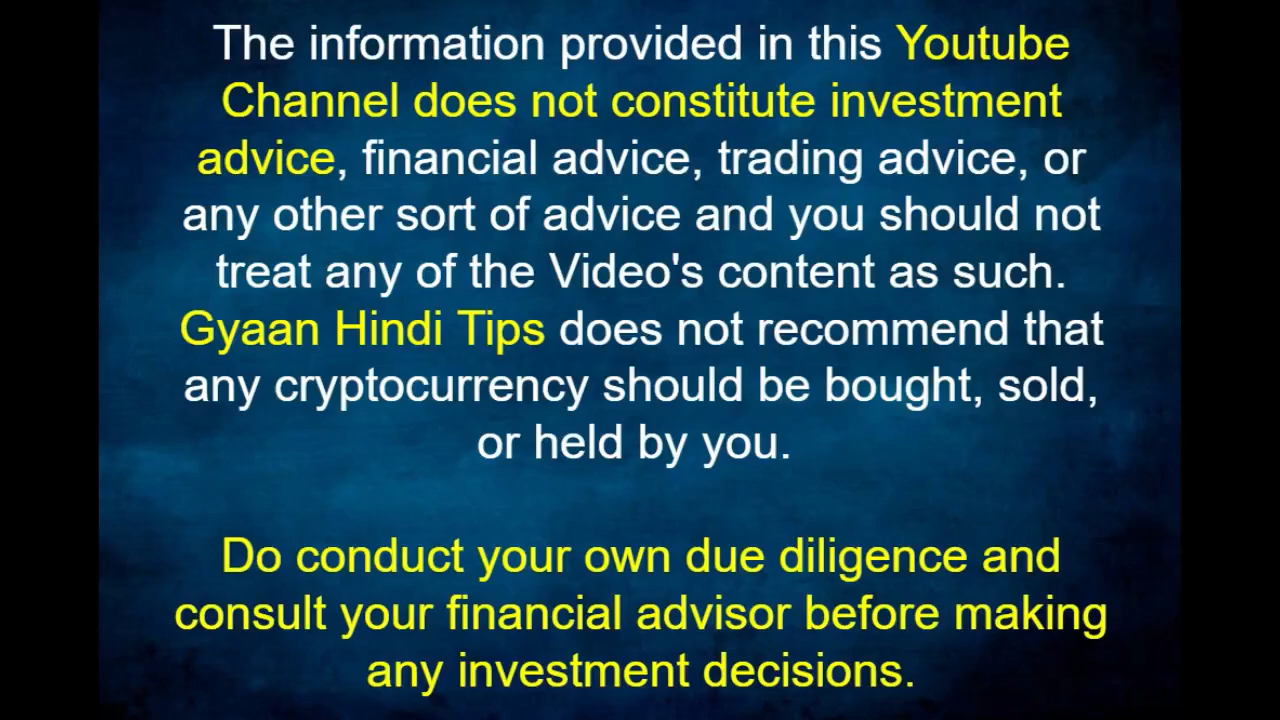 The information provided in this Youtube
Channel does not constitute investment
advice, financial advice, trading advice, or
any other sort of advice and you should not
treat any of the Video's content as such.
Gyaan Hindi Tips does not recommend that
any cryptocurrency should be bought, sold,
or held by you.
Do conduct your own due diligence and
consult your financial advisor before making
any investment decisions.